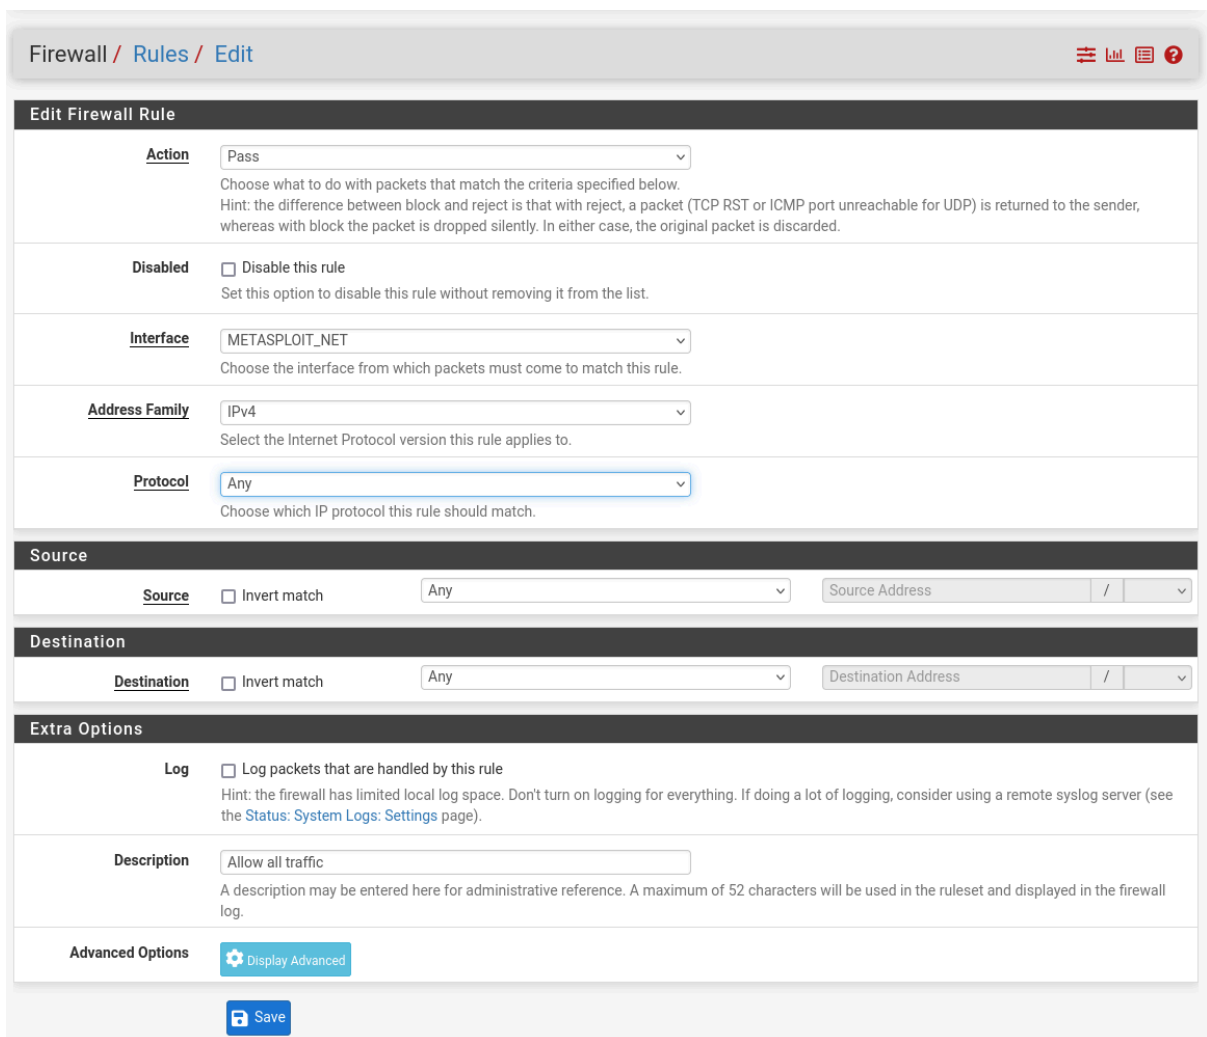 Firewall / Rules / Edit
Edit Firewall Rule
Action
Pass
Choose what to do with packets that match the criteria specified below.
Hint: the difference between block and reject is that with reject, a packet (TCP RST or ICMP port unreachable for UDP) is returned to the sender,
whereas with block the packet is dropped silently. In either case, the original packet is discarded.
Disabled
Disable this rule
Set this option to disable this rule without removing it from the list.
Interface
METASPLOIT_NET
Choose the interface from which packets must come to match this rule.
Address Family
IPv4
Select the Internet Protocol version this rule applies to.
Protocol
Any
Choose which IP protocol this rule should match.
Source
Source
Invert match
Any
Source Address
/
Destination
Destination
Invert match
Any
Destination Address
/
Extra Options
Log
Log packets that are handled by this rule
Hint: the firewall has limited local log space. Don't turn on logging for everything. If doing a lot of logging, consider using a remote syslog server (see
the Status: System Logs: Settings page).
Description
Allow all traffic
A description may be entered here for administrative reference. A maximum of 52 characters will be used in the ruleset and displayed in the firewall
log.
Advanced Options
Display Advanced
Save